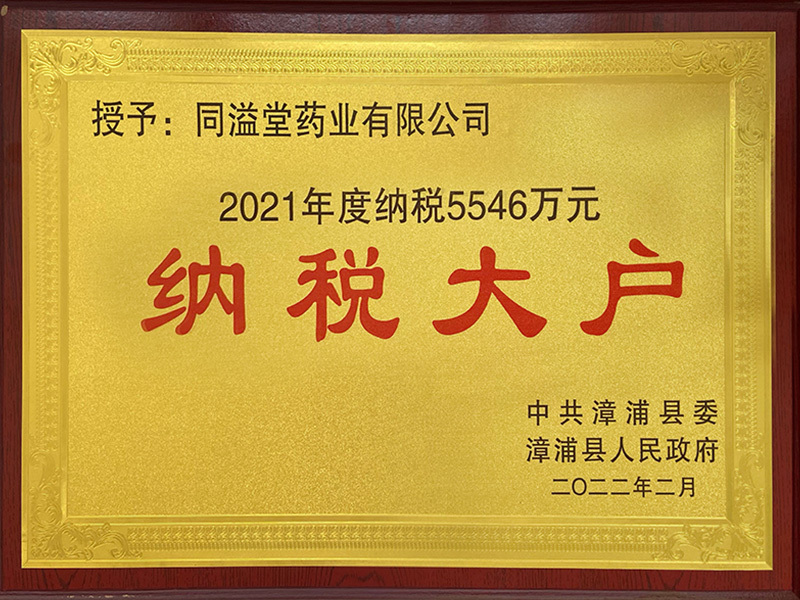 授予：同溢堂药业有限公司
2021年度纳税5546万元
纳税大户
中共漳浦县委
漳浦县人民政府
二〇二二年二月